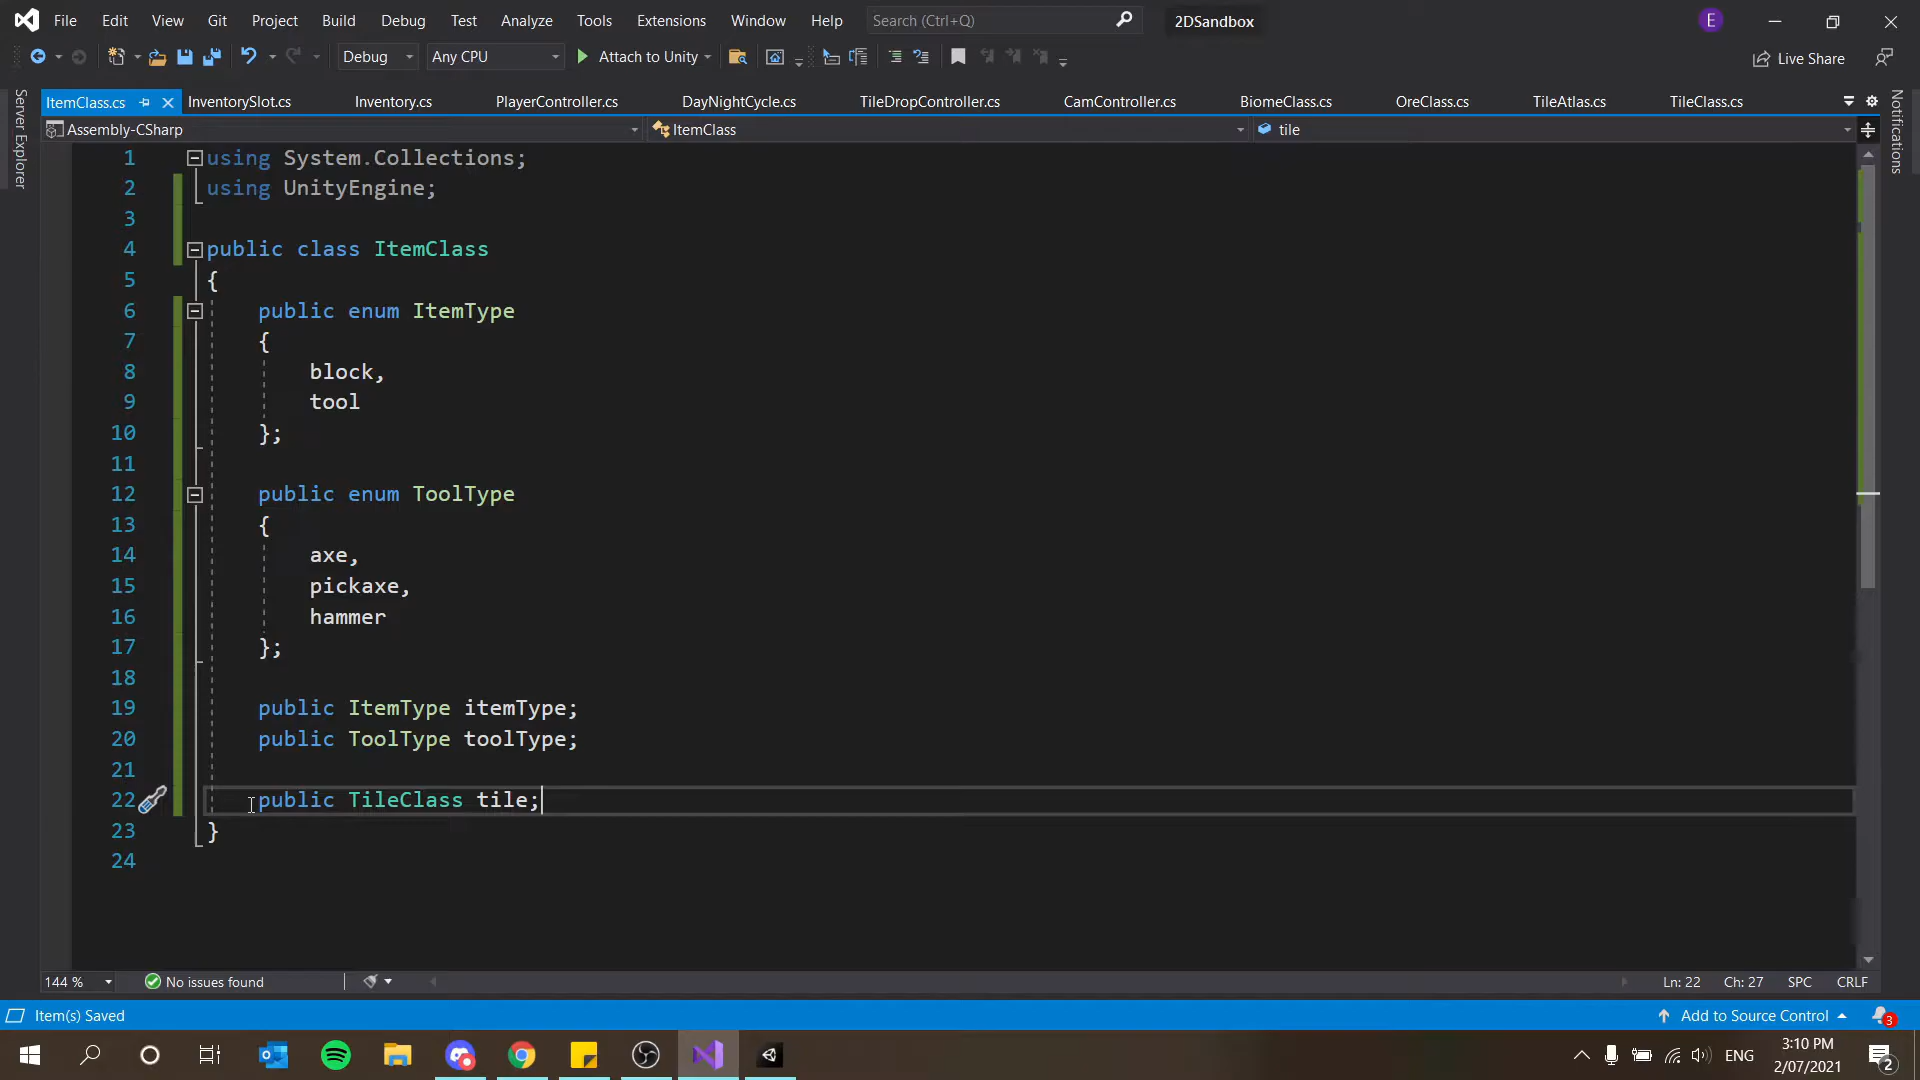 File Edit View Git Project Build Debug Test Analyze Tools Extensions Window Help Search (Ctrl+Q) 2DSandbox E
Debug Any CPU Attach to Unity Live Share
ItemClass.cs InventorySlot.cs Inventory.cs PlayerController.cs DayNightCycle.cs TileDropController.cs CamController.cs BiomeClass.cs OreClass.cs TileAtlas.cs TileClass.cs
Assembly-CSharp ItemClass tile
Server Explorer
Notifications
1 using System.Collections;
2 using UnityEngine;
3
4 public class ItemClass
5 {
6 public enum ItemType
7 {
8 block,
9 tool
10 };
11
12 public enum ToolType
13 {
14 axe,
15 pickaxe,
16 hammer
17 };
18
19 public ItemType itemType;
20 public ToolType toolType;
21
22 public TileClass tile;
23 }
24
144 % No issues found Ln: 22 Ch: 27 SPC CRLF
Item(s) Saved Add to Source Control 3
ENG 3:10 PM 2
2/07/2021